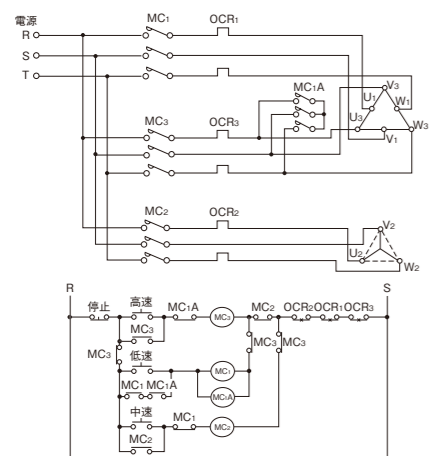 電源
R MC1 OCR1
S
T
MC1A
V3
U1 W1
U3 W3
V1
MC3 OCR3
MC2 OCR2
V2
U2
W2
R S
停止 高速 MC1A MC3 MC2 OCR2 OCR1 OCR3
MC3
MC3 低速 MC1 MC3 MC3
MC1 MC1A MC1A
中速 MC1 MC2
MC2